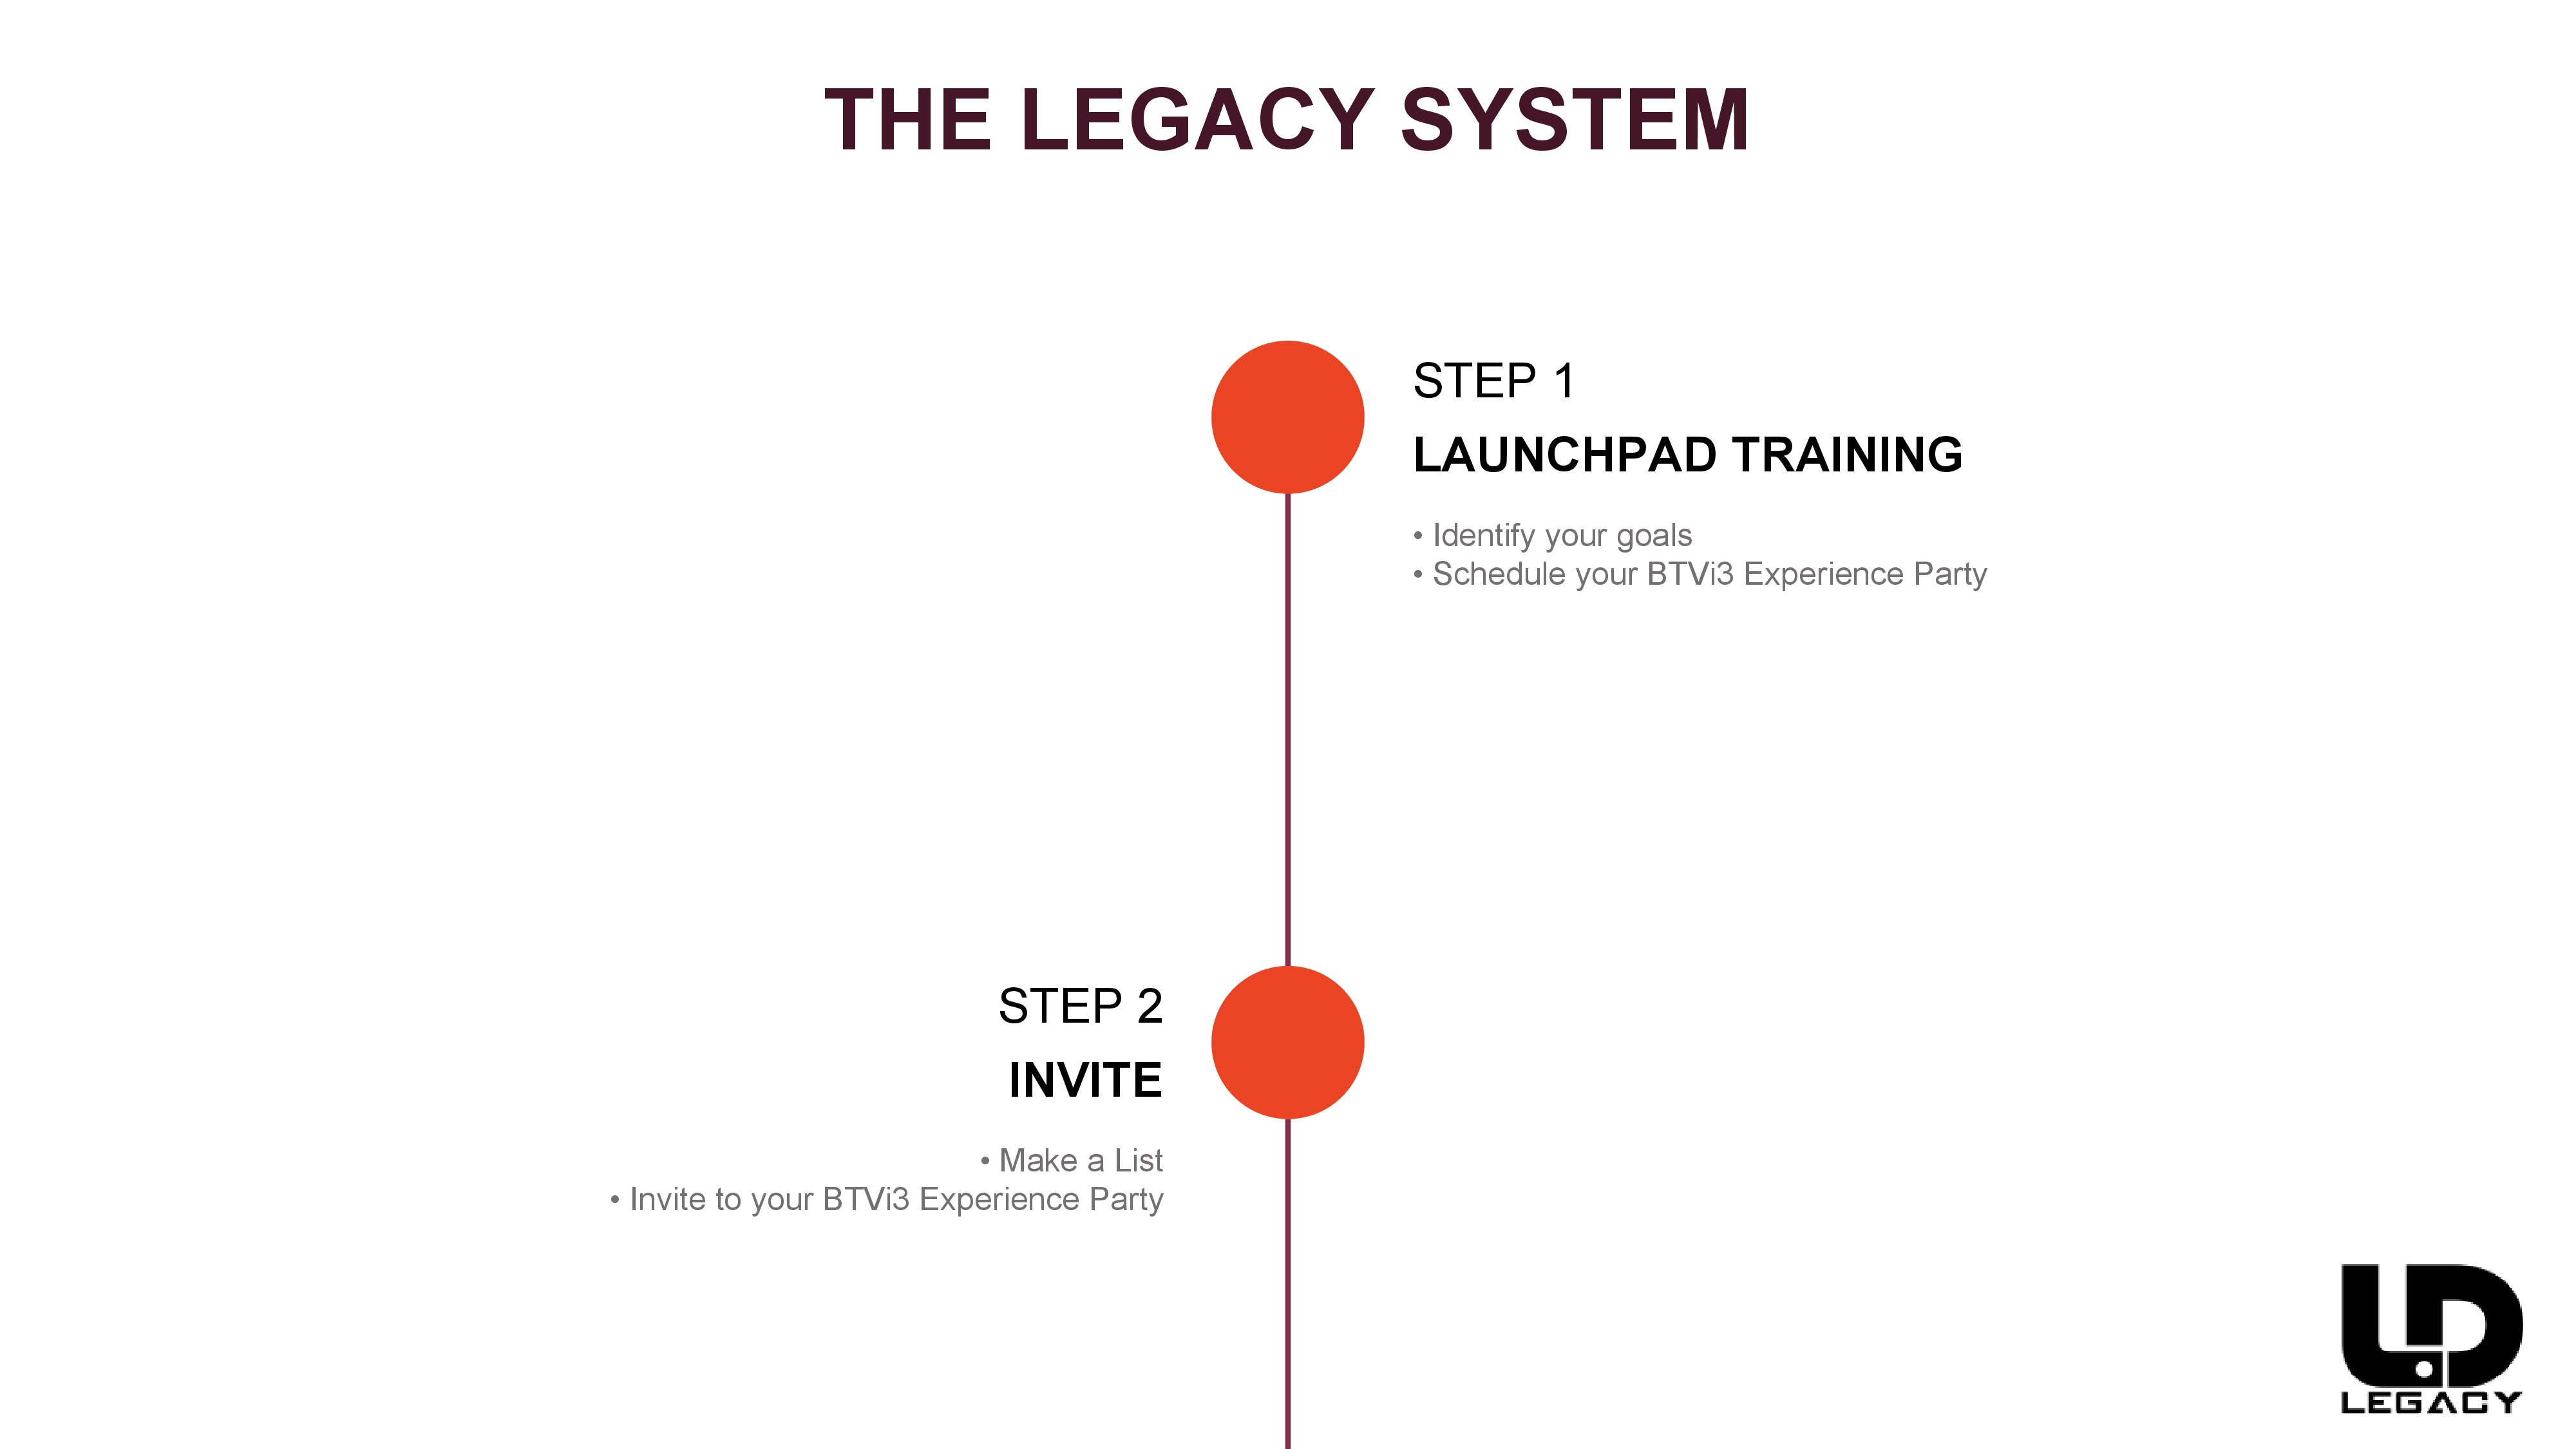 THE LEGACY SYSTEM
STEP 1
LAUNCHPAD TRAINING
• Identify your goals
• Schedule your BTVi3 Experience Party
STEP 2
INVITE
• Make a List
• Invite to your BTVi3 Experience Party
LD
LEGACY